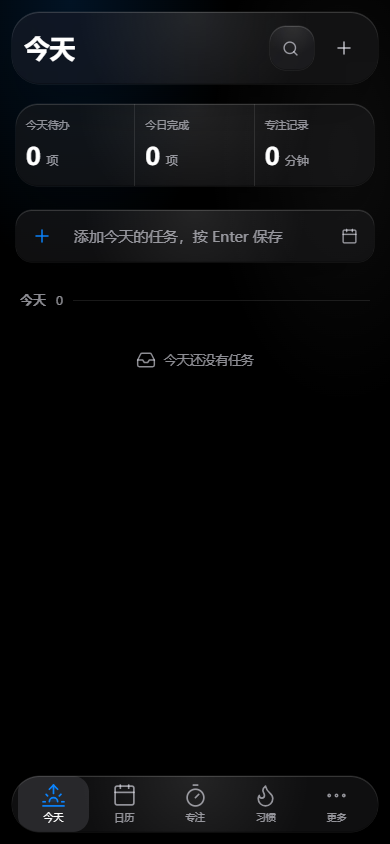 今天
今天待办
0 项
今日完成
0 项
专注记录
0 分钟
添加今天的任务，按 Enter 保存
今天 0
今天还没有任务
今天
日历
专注
习惯
更多